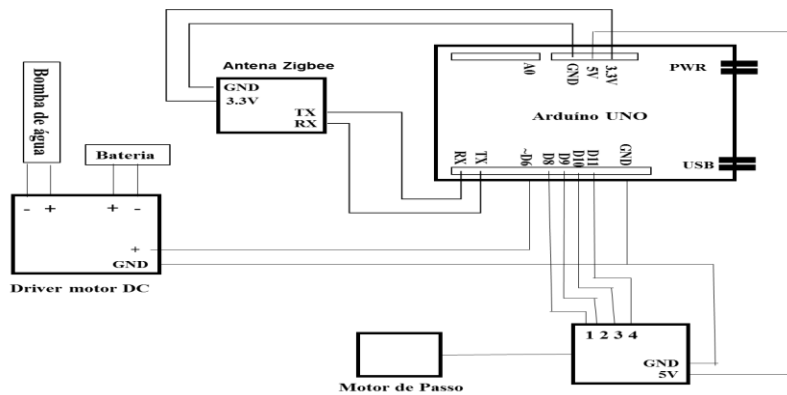 Antena Zigbee
GND
3.3V
TX
RX
Bomba de água
Bateria
- +
+ -
+
GND
Driver motor DC
A0
GND
5V
3.3V
PWR
Arduíno UNO
USB
RX
TX
~D6
D8
D9
D10
D11
GND
1 2 3 4
GND
5V
Motor de Passo